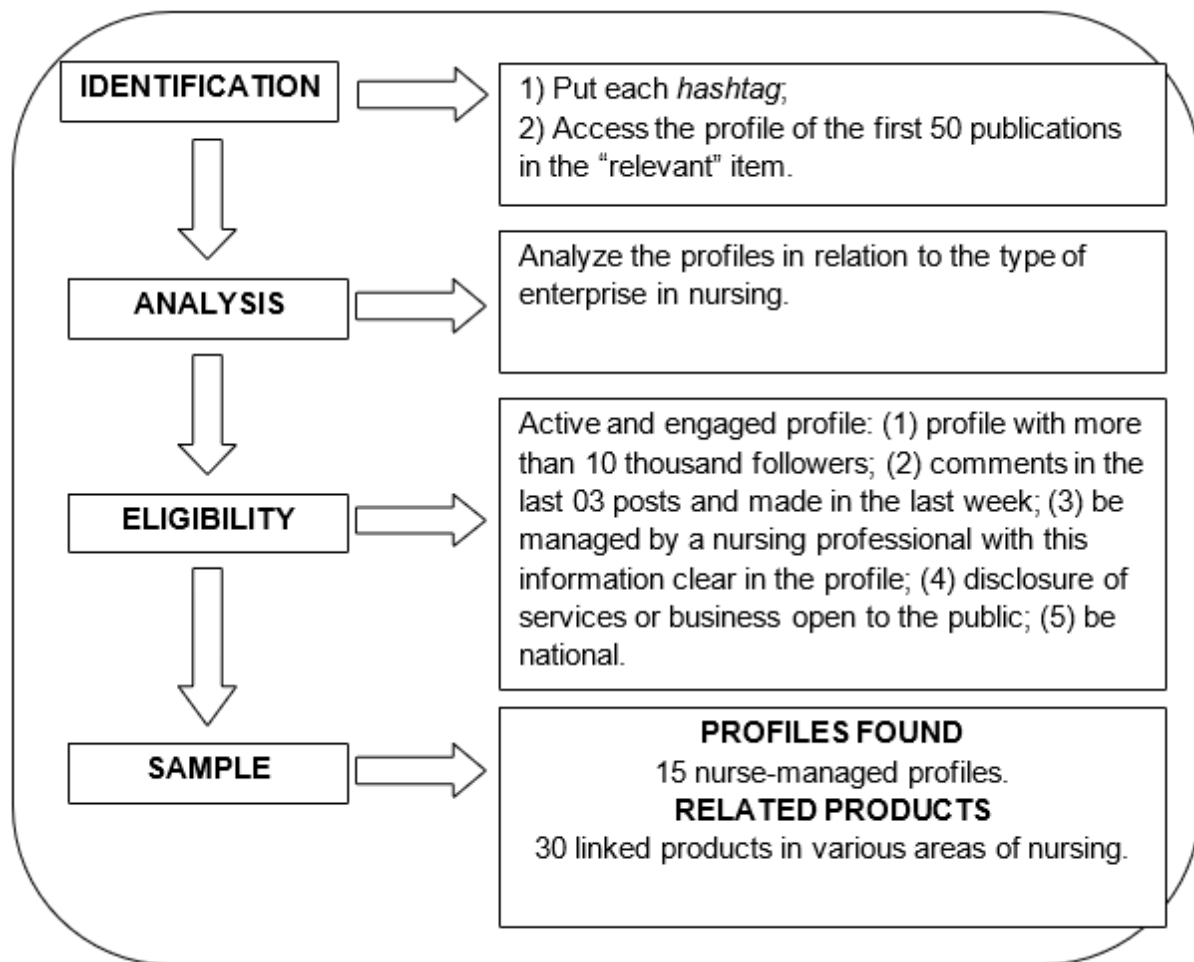 IDENTIFICATION
1) Put each hashtag;
2) Access the profile of the first 50 publications
in the “relevant” item.
ANALYSIS
Analyze the profiles in relation to the type of
enterprise in nursing.
ELIGIBILITY
Active and engaged profile: (1) profile with more
than 10 thousand followers; (2) comments in the
last 03 posts and made in the last week; (3) be
managed by a nursing professional with this
information clear in the profile; (4) disclosure of
services or business open to the public; (5) be
national.
SAMPLE
PROFILES FOUND
15 nurse-managed profiles.
RELATED PRODUCTS
30 linked products in various areas of nursing.